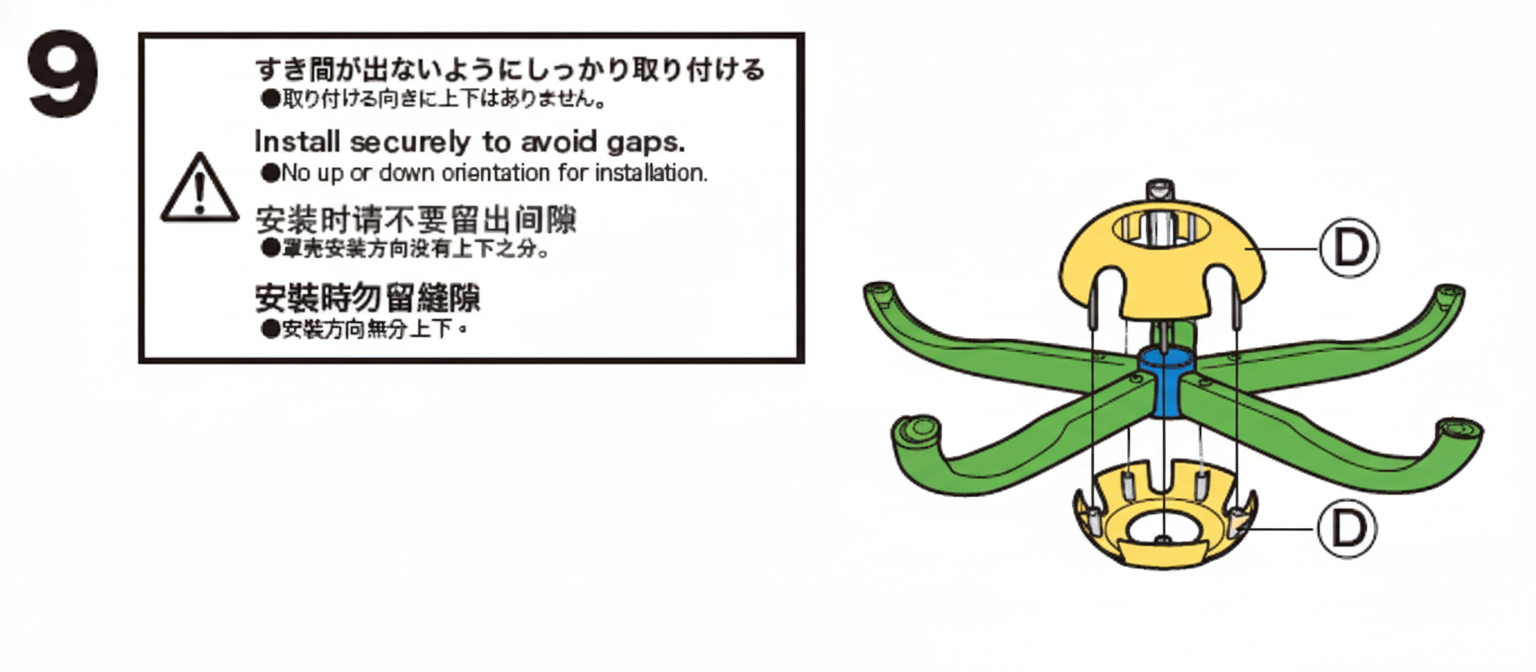 9
すき間が出ないようにしっかり取り付ける
●取り付ける向きに上下はありません。
Install securely to avoid gaps.
●No up or down orientation for installation.
安装时请不要留出间隙
●罩壳安装方向没有上下之分。
安裝時勿留縫隙
●安裝方向無分上下。
D
D